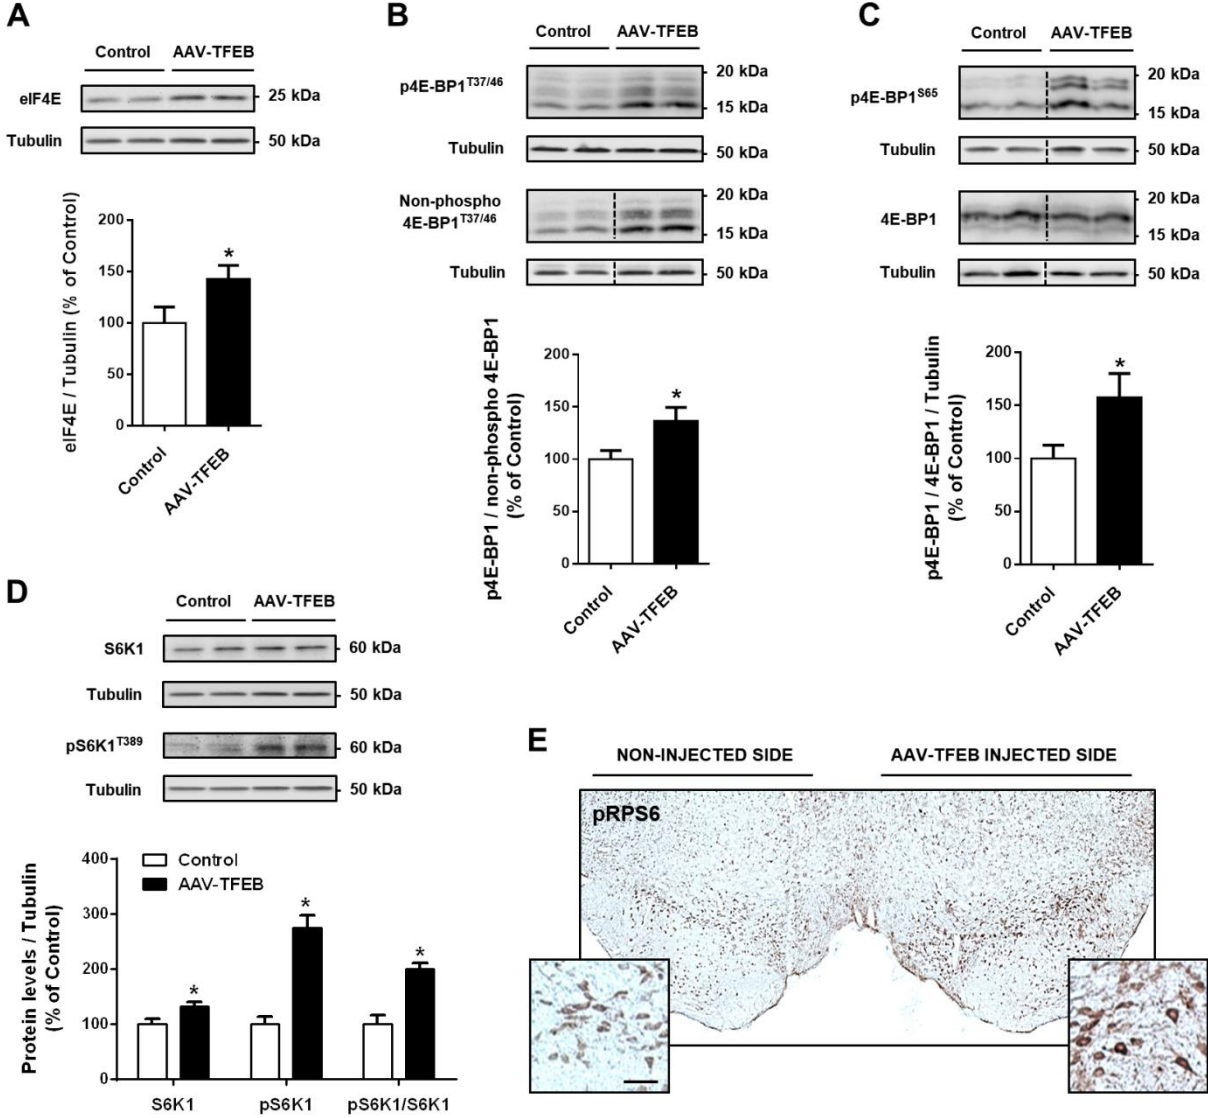 A
Control AAV-TFEB
eIF4E 25 kDa
Tubulin 50 kDa
eIF4E / Tubulin (% of Control)
200
150
100
50
0
*
Control
AAV-TFEB
B
Control AAV-TFEB
p4E-BP1T37/46
20 kDa
15 kDa
Tubulin 50 kDa
Non-phospho
4E-BP1T37/46
20 kDa
15 kDa
Tubulin 50 kDa
p4E-BP1 / non-phospho 4E-BP1
(% of Control)
200
150
100
50
0
*
Control
AAV-TFEB
C
Control AAV-TFEB
p4E-BP1S65
20 kDa
15 kDa
Tubulin 50 kDa
4E-BP1
20 kDa
15 kDa
Tubulin 50 kDa
p4E-BP1 / 4E-BP1 / Tubulin
(% of Control)
200
150
100
50
0
*
Control
AAV-TFEB
D
Control AAV-TFEB
S6K1 60 kDa
Tubulin 50 kDa
pS6K1T389 60 kDa
Tubulin 50 kDa
Protein levels / Tubulin
(% of Control)
400
300
200
100
0
Control
AAV-TFEB
* * *
S6K1 pS6K1 pS6K1/S6K1
E
NON-INJECTED SIDE AAV-TFEB INJECTED SIDE
pRPS6